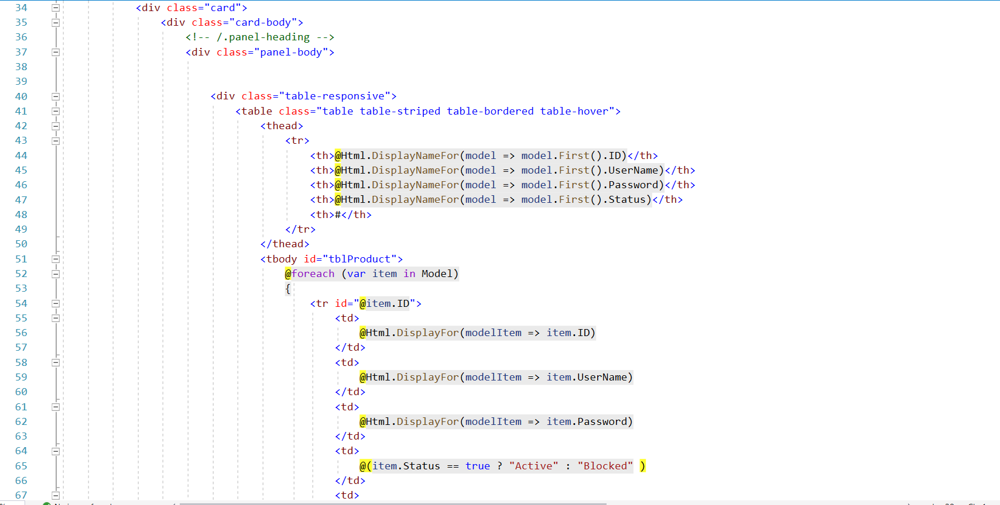 34 <div class="card">
35 <div class="card-body">
36 <!-- /.panel-heading -->
37 <div class="panel-body">
38
39
40 <div class="table-responsive">
41 <table class="table table-striped table-bordered table-hover">
42 <thead>
43 <tr>
44 <th>@Html.DisplayNameFor(model => model.First().ID)</th>
45 <th>@Html.DisplayNameFor(model => model.First().UserName)</th>
46 <th>@Html.DisplayNameFor(model => model.First().Password)</th>
47 <th>@Html.DisplayNameFor(model => model.First().Status)</th>
48 <th>#</th>
49 </tr>
50 </thead>
51 <tbody id="tblProduct">
52 @foreach (var item in Model)
53 {
54 <tr id="@item.ID">
55 <td>
56 @Html.DisplayFor(modelItem => item.ID)
57 </td>
58 <td>
59 @Html.DisplayFor(modelItem => item.UserName)
60 </td>
61 <td>
62 @Html.DisplayFor(modelItem => item.Password)
63 </td>
64 <td>
65 @(item.Status == true ? "Active" : "Blocked" )
66 </td>
67 <td>